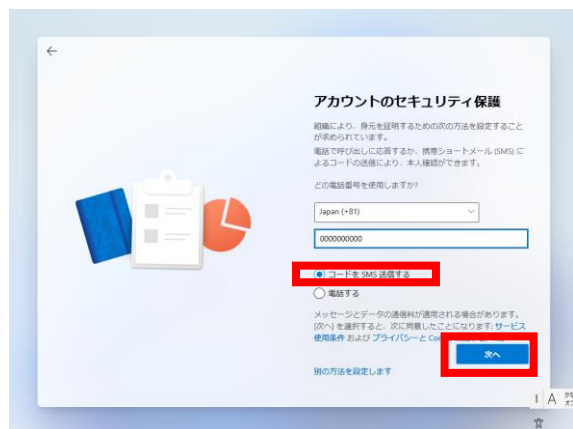 アカウントのセキュリティ保護
組織により、身元を証明するための次の方法を設定すること
が求められています。
電話で呼び出しに応答するか、携帯ショートメール (SMS) に
よるコードの送信により、本人確認ができます。
どの電話番号を使用しますか?
Japan (+81)
0000000000
コードを SMS 送信する
電話する
メッセージとデータの通信料が適用される場合があります。
[次へ] を選択すると、次に同意したことになります: サービス
使用条件 および プライバシーと Coo
次へ
別の方法を設定します
A